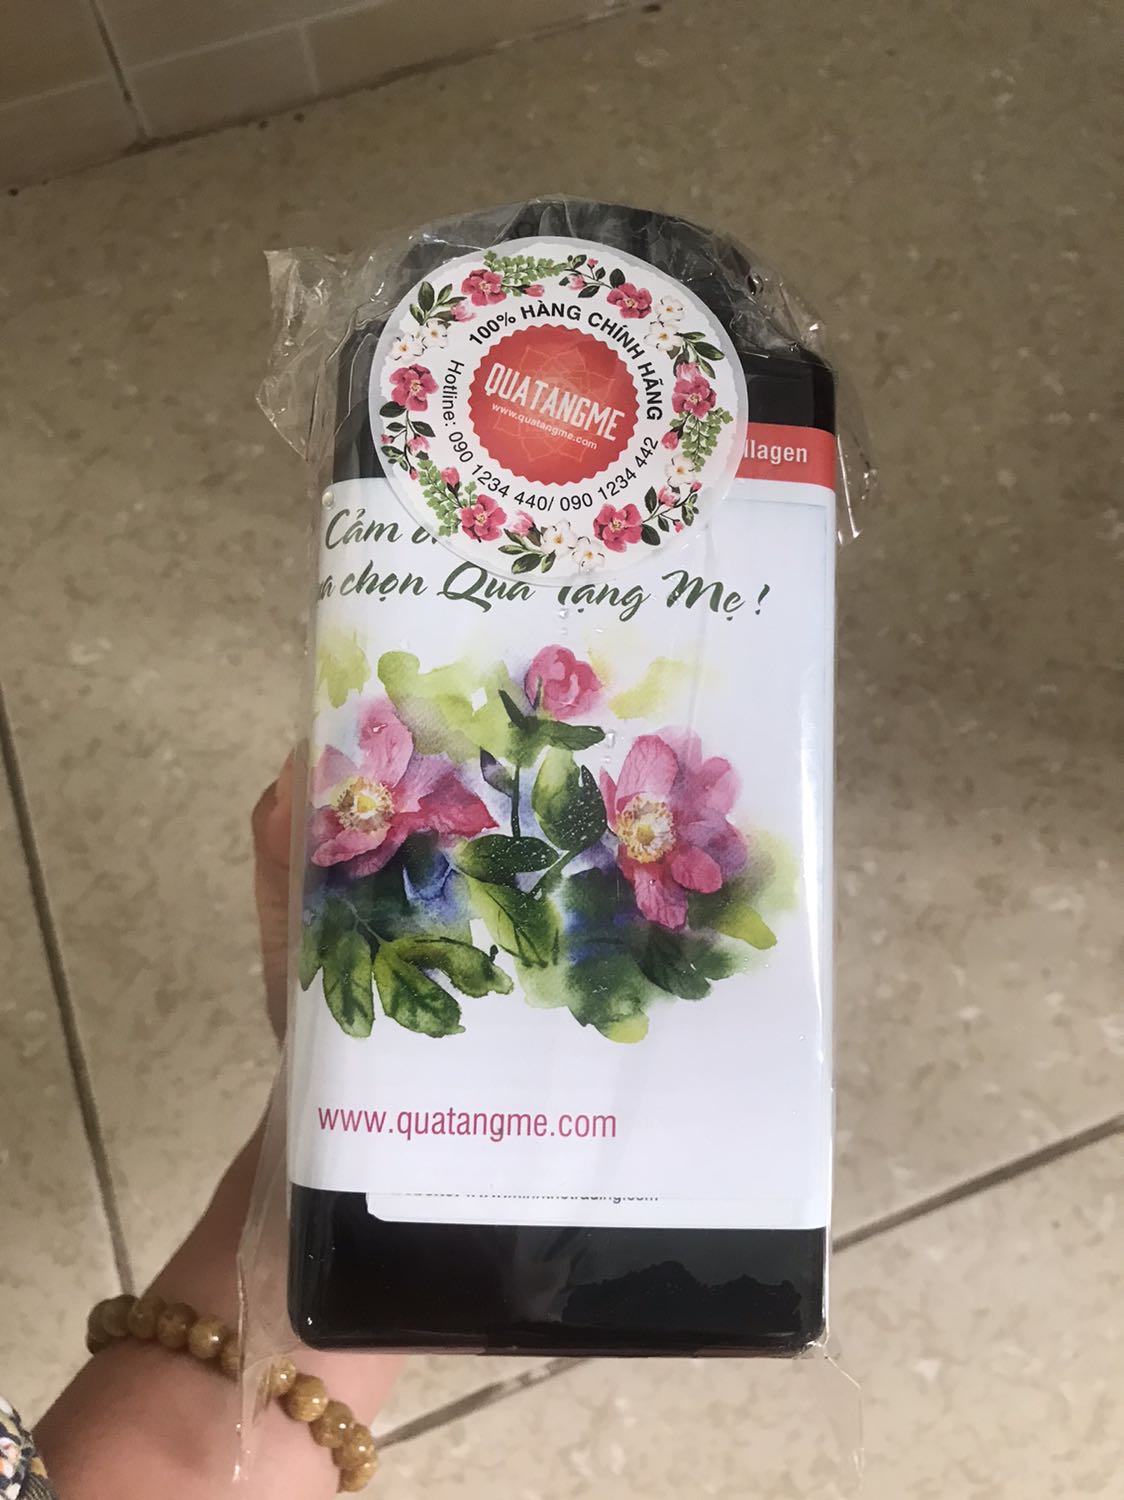 100% HÀNG CHÍNH HÃNG
QUATANGME
www.quatangme.com
Hotline: 090 1234 440/ 090 1234 442
Cảm
chọn Quà Tặng Mẹ !
www.quatangme.com